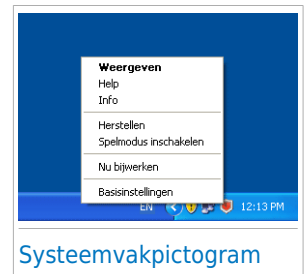 Weergeven
Help
Info
Herstellen
Spelmodus inschakelen
Nu bijwerken
Basisinstellingen
EN
12:13 PM
Systeemvakpictogram